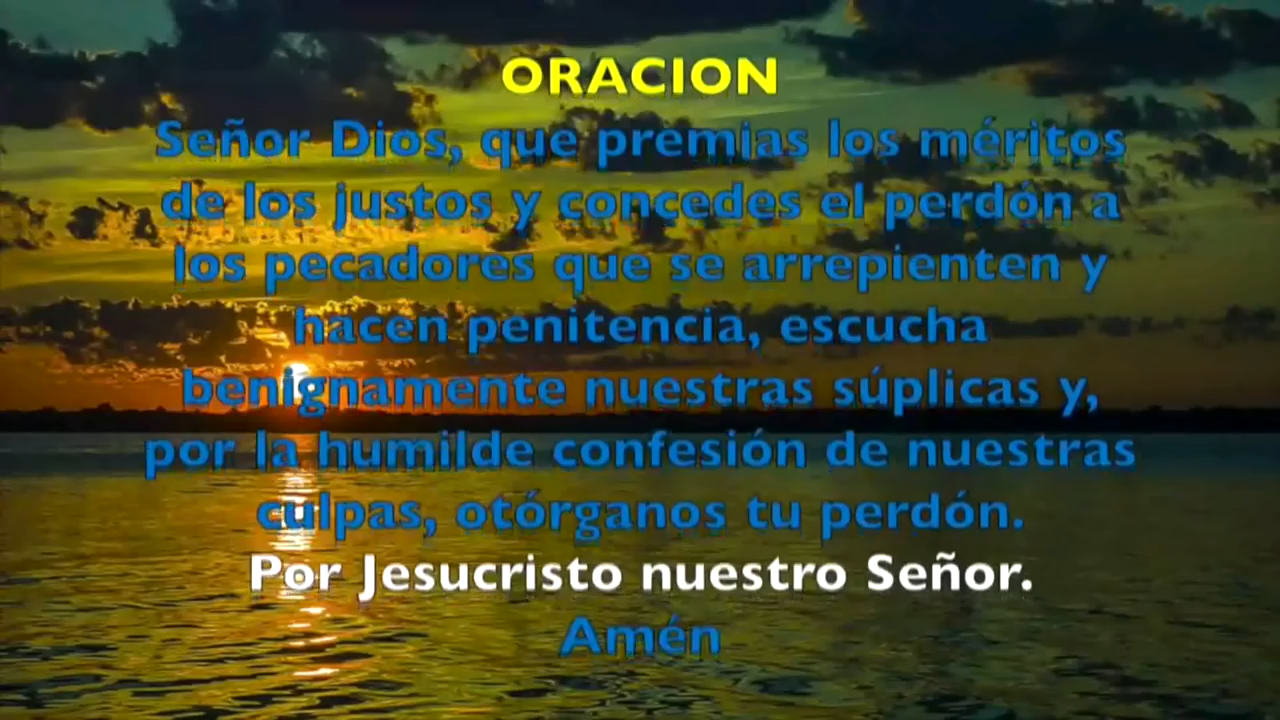 ORACION
Señor Dios, que premias los méritos
de los justos y concedes el perdón a
los pecadores que se arrepienten y
hacen penitencia, escucha
benignamente nuestras súplicas y,
por la humilde confesión de nuestras
culpas, otórganos tu perdón.
Por Jesucristo nuestro Señor.
Amén